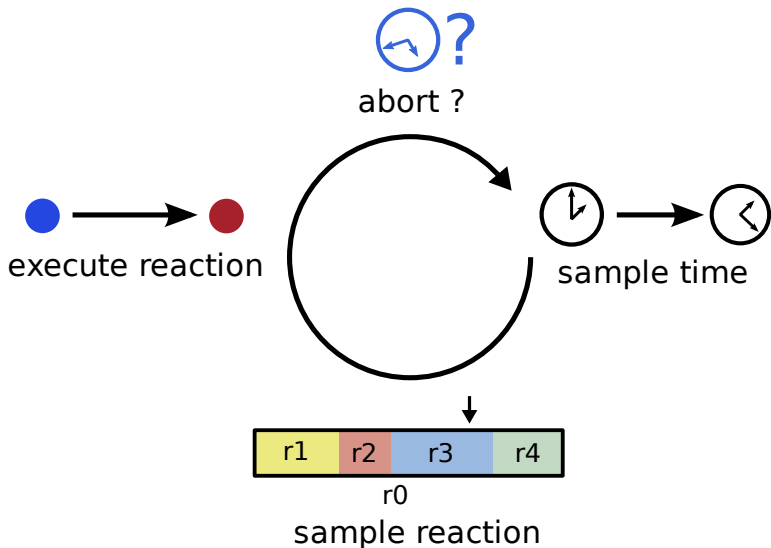 ?
abort ?
execute reaction
sample time
r1 r2 r3 r4
r0
sample reaction